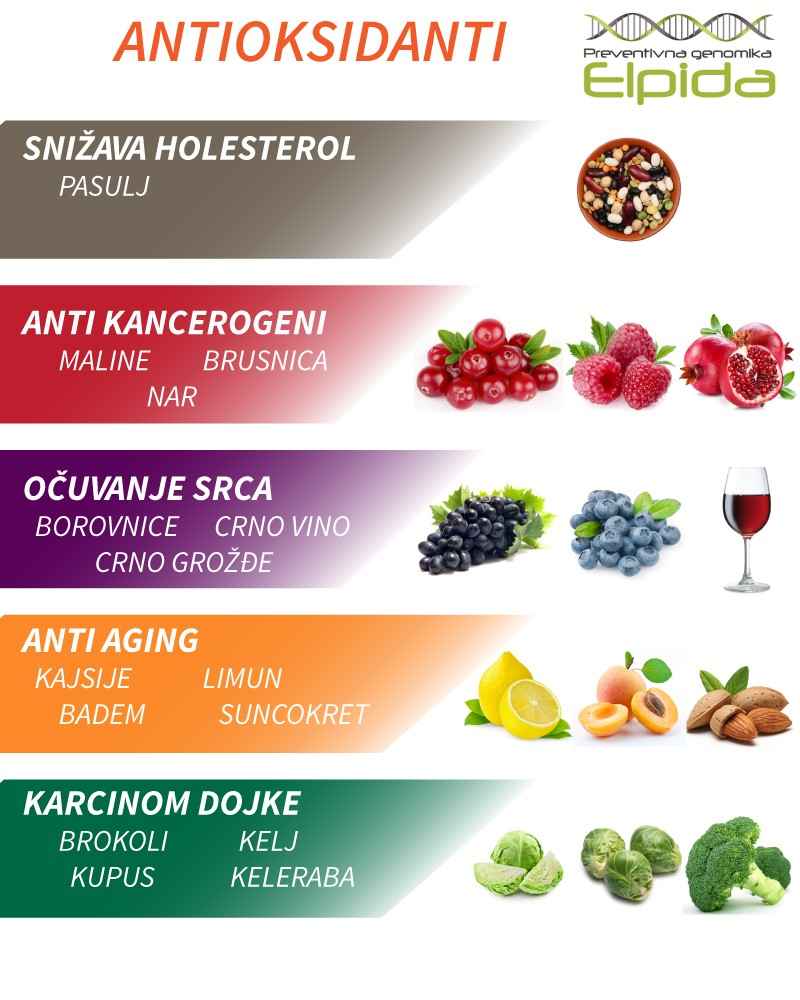 ANTIOKSIDANTI
Preventivna genomika
Elpida
SNIŽAVA HOLESTEROL
PASULJ
ANTI KANCEROGENI
MALINE BRUSNICA
NAR
OČUVANJE SRCA
BOROVNICE CRNO VINO
CRNO GROŽĐE
ANTI AGING
KAJSIJE LIMUN
BADEM SUNCOKRET
KARCINOM DOJKE
BROKOLI KELJ
KUPUS KELERABA